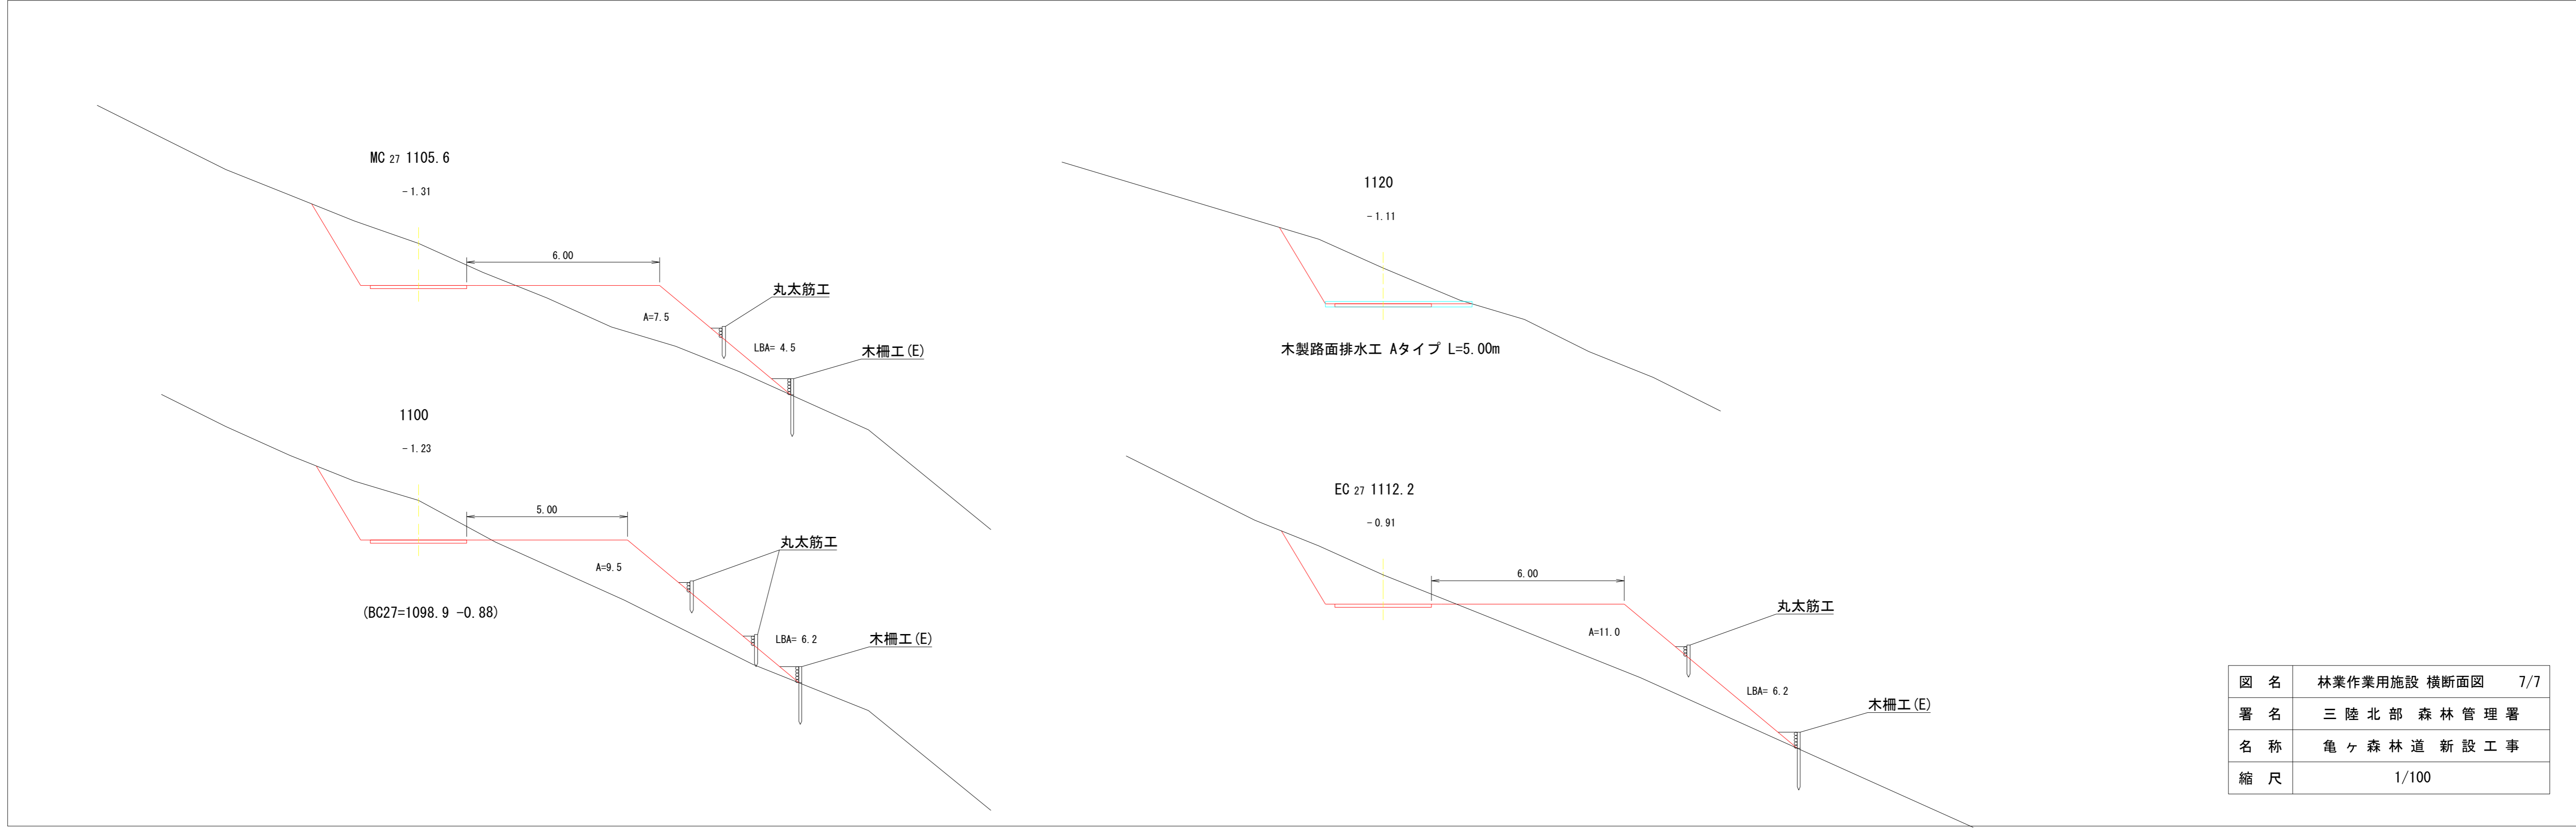 MC 27 1105.6
-1.31
6.00
丸太筋工
A=7.5
LBA= 4.5
木柵工(E)
1100
-1.23
5.00
丸太筋工
A=9.5
LBA= 6.2
木柵工(E)
(BC27=1098.9 -0.88)
1120
-1.11
木製路面排水工 Aタイプ L=5.00m
EC 27 1112.2
-0.91
6.00
丸太筋工
A=11.0
LBA= 6.2
木柵工(E)
図 名 林業作業用施設 横断面図 7/7
署 名 三陸北部 森林管理署
名 称 亀ヶ森林道 新設工事
縮 尺 1/100